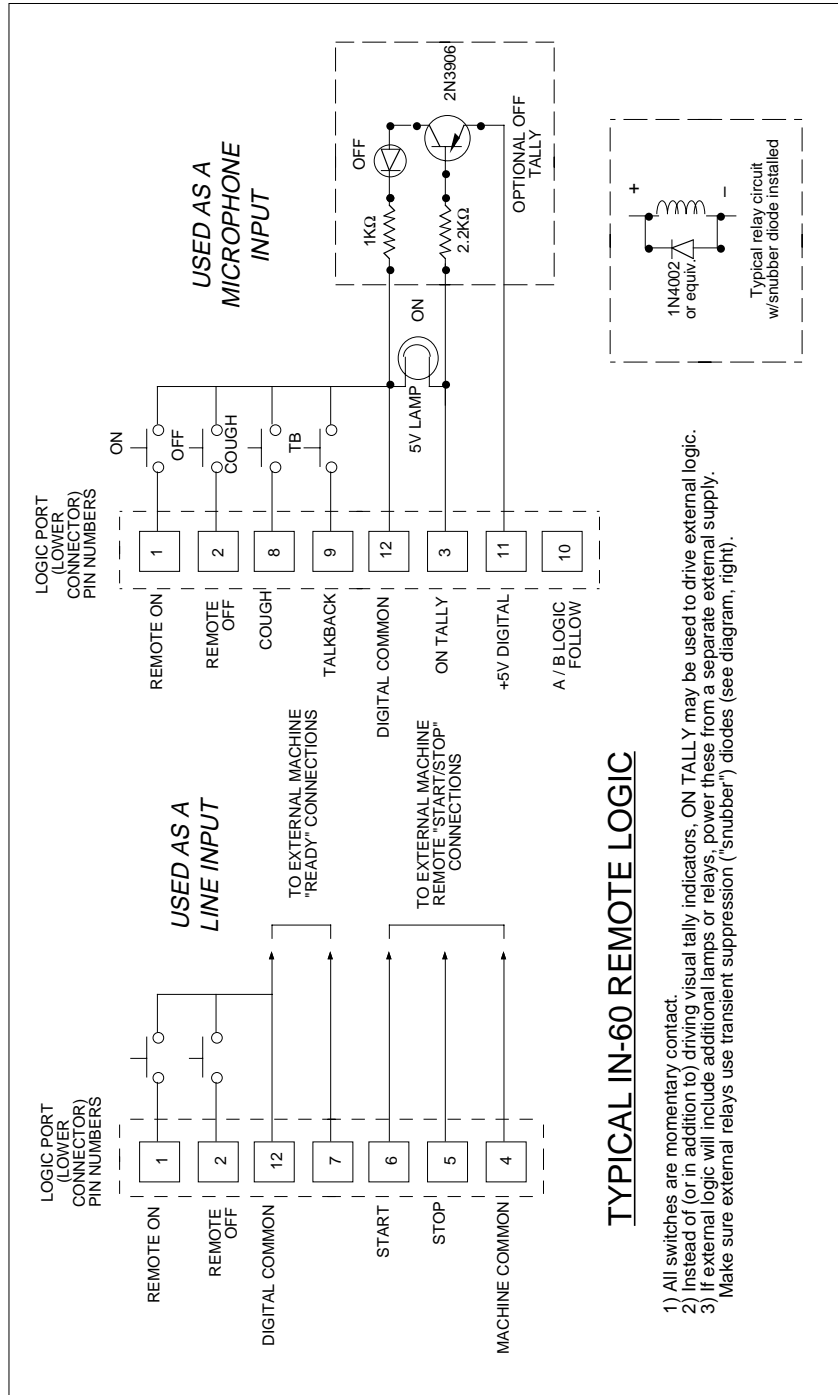 USED AS A
LINE INPUT
LOGIC PORT
(LOWER
CONNECTOR)
PIN NUMBERS
REMOTE ON
1
REMOTE
OFF
2
DIGITAL COMMON
12
7
TO EXTERNAL MACHINE
"READY" CONNECTIONS
START
6
STOP
5
MACHINE COMMON
4
TO EXTERNAL MACHINE
REMOTE "START/STOP"
CONNECTIONS
USED AS A
MICROPHONE
INPUT
LOGIC PORT
(LOWER
CONNECTOR)
PIN NUMBERS
REMOTE ON
1
ON
REMOTE
OFF
2
OFF
COUGH
8
COUGH
TALKBACK
9
TB
DIGITAL COMMON
12
ON TALLY
3
+5V DIGITAL
11
A / B LOGIC
FOLLOW
10
5V LAMP
ON
1KΩ
OFF
2.2KΩ
2N3906
OPTIONAL OFF
TALLY
TYPICAL IN-60 REMOTE LOGIC
1) All switches are momentary contact.
2) Instead of (or in addition to) driving visual tally indicators, ON TALLY may be used to drive external logic.
3) If external logic will include additional lamps or relays, power these from a separate external supply.
Make sure external relays use transient suppression ("snubber") diodes (see diagram, right).
+
1N4002
or equiv.
–
Typical relay circuit
w/snubber diode installed